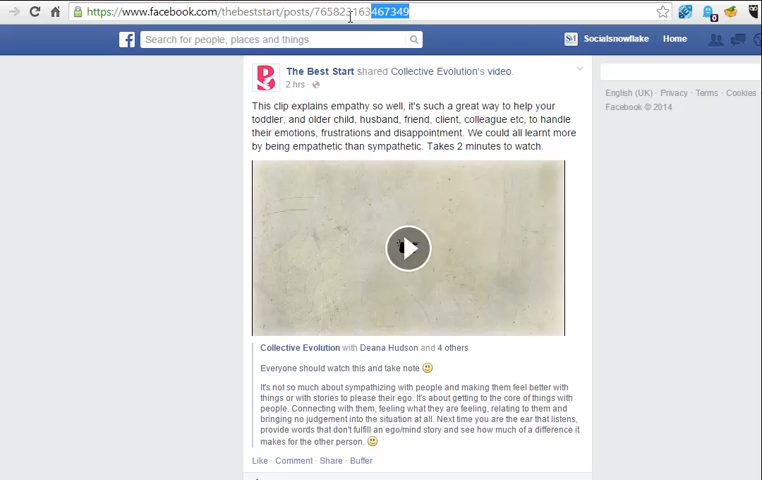 https://www.facebook.com/thebeststart/posts/765823163467349
Search for people, places and things
Socialsnowflake Home
The Best Start shared Collective Evolution's video.
2 hrs ·
This clip explains empathy so well, it's such a great way to help your
toddler, and older child, husband, friend, client, colleague etc, to handle
their emotions, frustrations and disappointment. We could all learnt more
by being empathetic than sympathetic. Takes 2 minutes to watch.
English (UK) · Privacy · Terms · Cookies
Facebook © 2014
Collective Evolution with Deana Hudson and 4 others
Everyone should watch this and take note
It's not so much about sympathizing with people and making them feel better with
things or with stories to please their ego. It's about getting to the core of things with
people. Connecting with them, feeling what they are feeling, relating to them and
bringing no judgement into the situation at all. Next time you are the ear that listens,
provide words that don't fulfill an ego/mind story and see how much of a difference it
makes for the other person.
Like · Comment · Share · Buffer